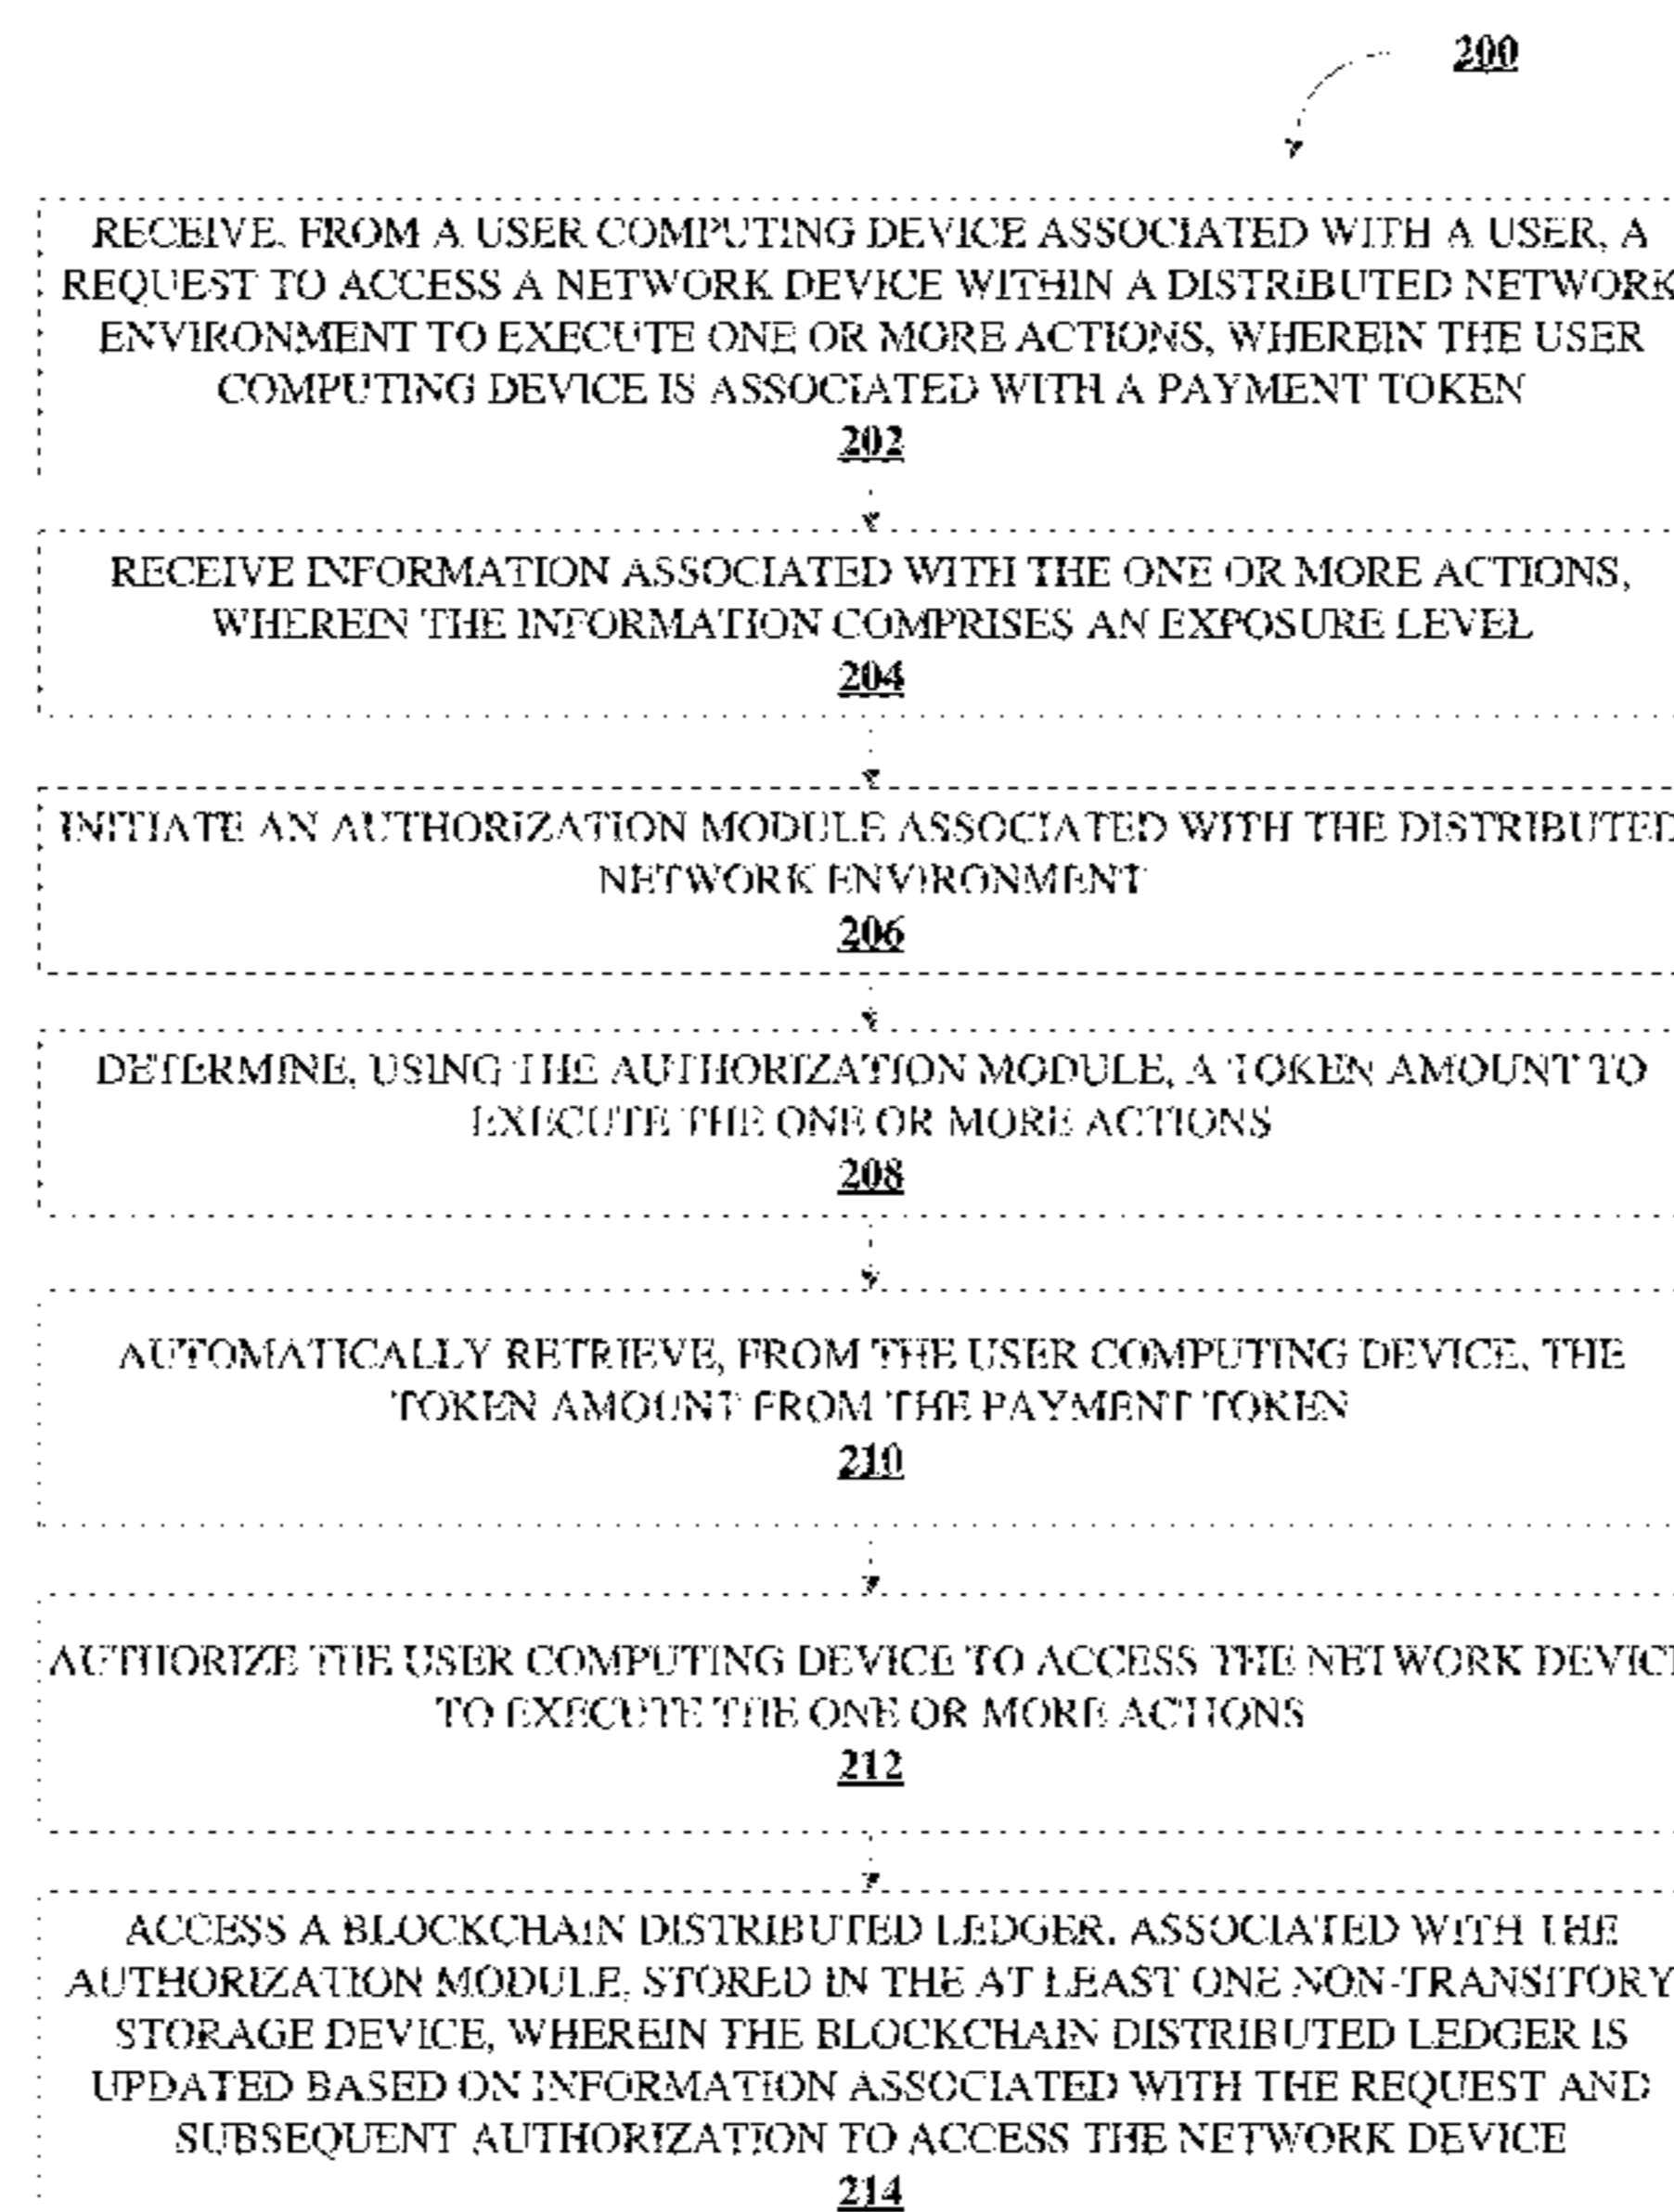 200
RECEIVE, FROM A USER COMPUTING DEVICE ASSOCIATED WITH A USER, A
REQUEST TO ACCESS A NETWORK DEVICE WITHIN A DISTRIBUTED NETWORK
ENVIRONMENT TO EXECUTE ONE OR MORE ACTIONS, WHEREIN THE USER
COMPUTING DEVICE IS ASSOCIATED WITH A PAYMENT TOKEN
202
RECEIVE INFORMATION ASSOCIATED WITH THE ONE OR MORE ACTIONS,
WHEREIN THE INFORMATION COMPRISES AN EXPOSURE LEVEL
204
INITIATE AN AUTHORIZATION MODULE ASSOCIATED WITH THE DISTRIBUTED
NETWORK ENVIRONMENT
206
DETERMINE, USING THE AUTHORIZATION MODULE, A TOKEN AMOUNT TO
EXECUTE THE ONE OR MORE ACTIONS
208
AUTOMATICALLY RETRIEVE, FROM THE USER COMPUTING DEVICE, THE
TOKEN AMOUNT FROM THE PAYMENT TOKEN
210
AUTHORIZE THE USER COMPUTING DEVICE TO ACCESS THE NETWORK DEVICE
TO EXECUTE THE ONE OR MORE ACTIONS
212
ACCESS A BLOCKCHAIN DISTRIBUTED LEDGER, ASSOCIATED WITH THE
AUTHORIZATION MODULE, STORED IN THE AT LEAST ONE NON-TRANSITORY
STORAGE DEVICE, WHEREIN THE BLOCKCHAIN DISTRIBUTED LEDGER IS
UPDATED BASED ON INFORMATION ASSOCIATED WITH THE REQUEST AND
SUBSEQUENT AUTHORIZATION TO ACCESS THE NETWORK DEVICE
214